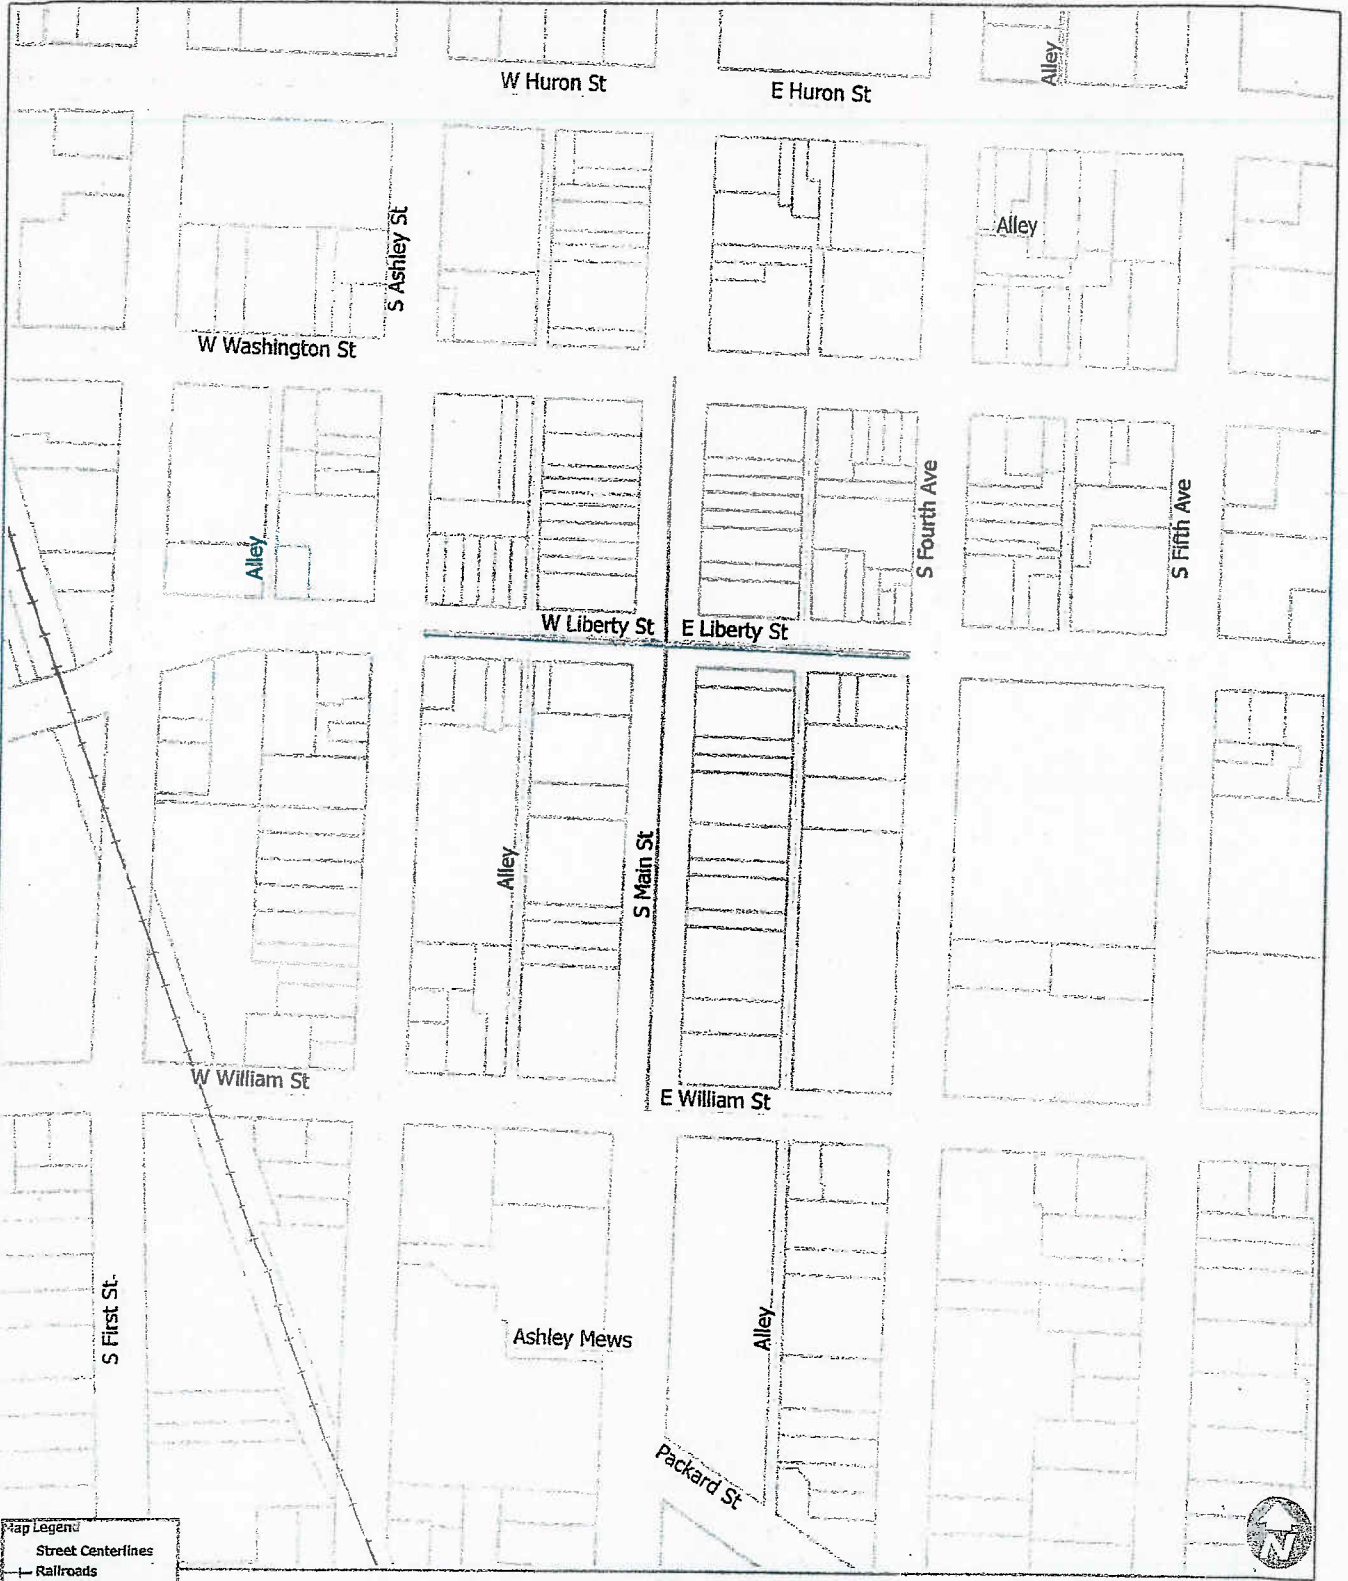 Alley
W Huron St
E Huron St
S Ashley St
Alley
W Washington St
S Fourth Ave
S Fifth Ave
Alley
W Liberty St
E Liberty St
S Main St
Alley
W William St
E William St
S First St
Ashley Mews
Alley
Packard St
Map Legend
Street Centerlines
Railroads
N